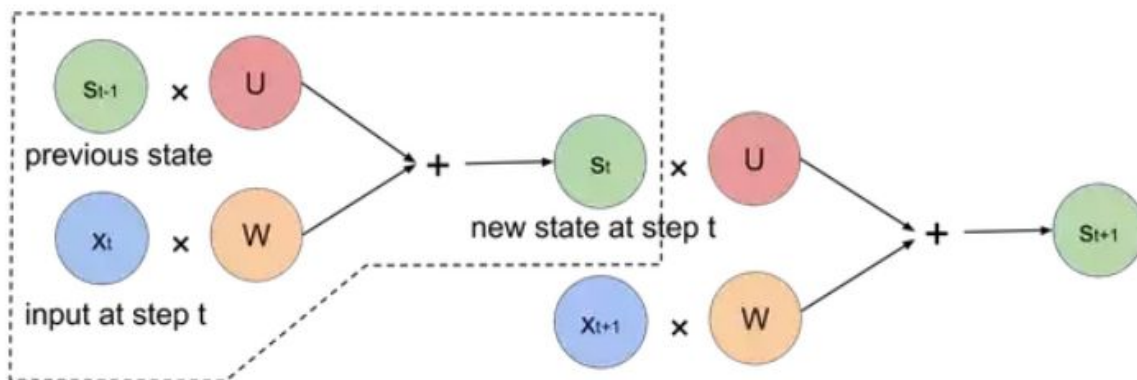 St-1 × U
previous state
+ St × U
Xt × W
new state at step t
+ St+1
input at step t
Xt+1 × W